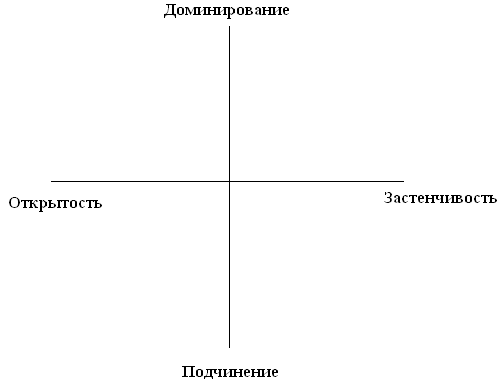 Доминирование
Открытость
Застенчивость
Подчинение